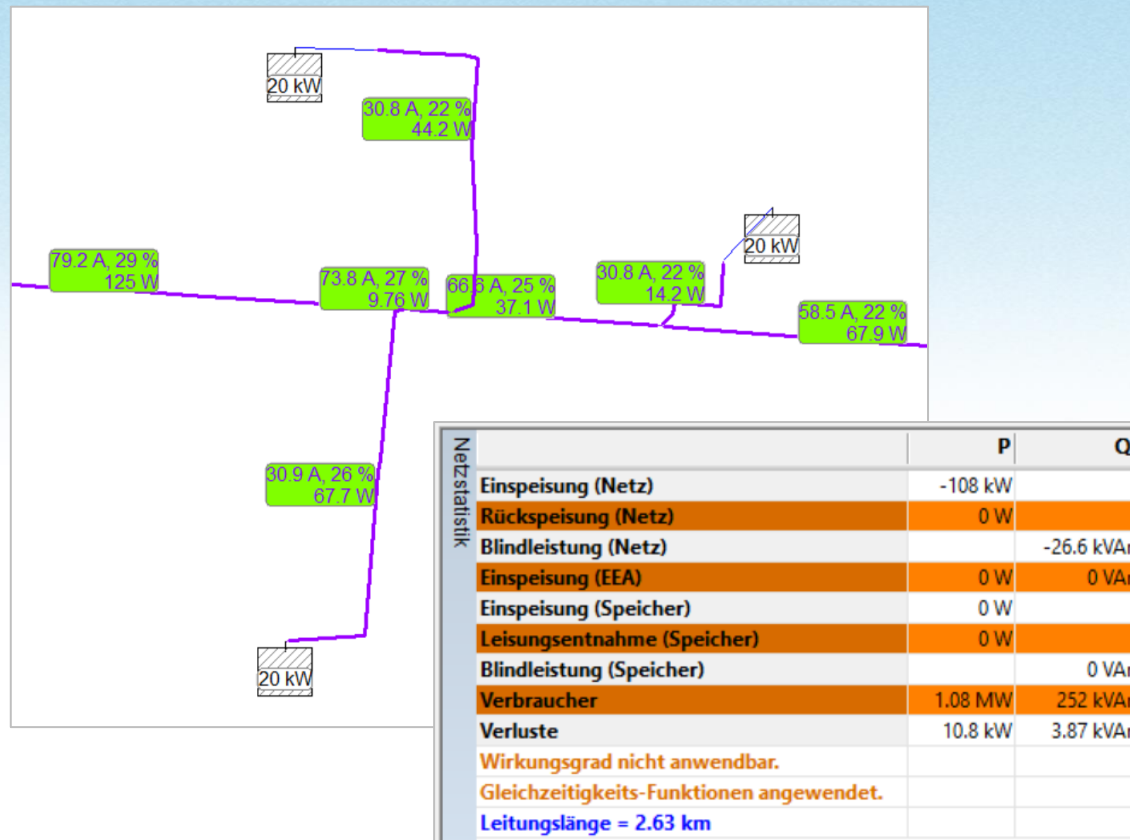 20 kW
30.8 A, 22 %
44.2 W
20 kW
79.2 A, 29 %
125 W
73.8 A, 27 %
9.76 W
66.6 A, 25 %
37.1 W
30.8 A, 22 %
14.2 W
58.5 A, 22 %
67.9 W
30.9 A, 26 %
67.7 W
20 kW
Netzstatistik
P Q
Einspeisung (Netz) -108 kW
Rückspeisung (Netz) 0 W
Blindleistung (Netz) -26.6 kVAr
Einspeisung (EEA) 0 W 0 VAr
Einspeisung (Speicher) 0 W
Leisungsentnahme (Speicher) 0 W
Blindleistung (Speicher) 0 VAr
Verbraucher 1.08 MW 252 kVAr
Verluste 10.8 kW 3.87 kVAr
Wirkungsgrad nicht anwendbar.
Gleichzeitigkeits-Funktionen angewendet.
Leitungslänge = 2.63 km